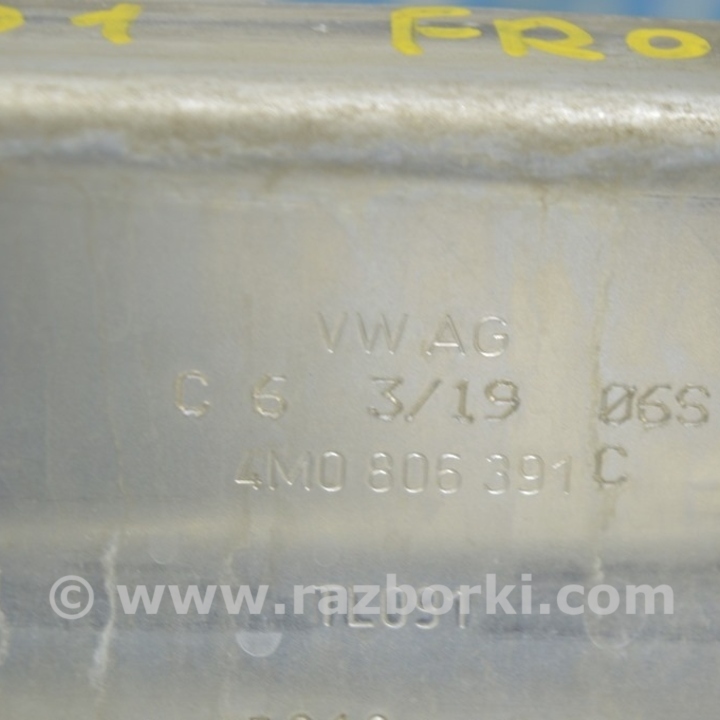 FRO
VW AG
C 6 3/19 06S
4M0 806 391 C
© www.razborki.com